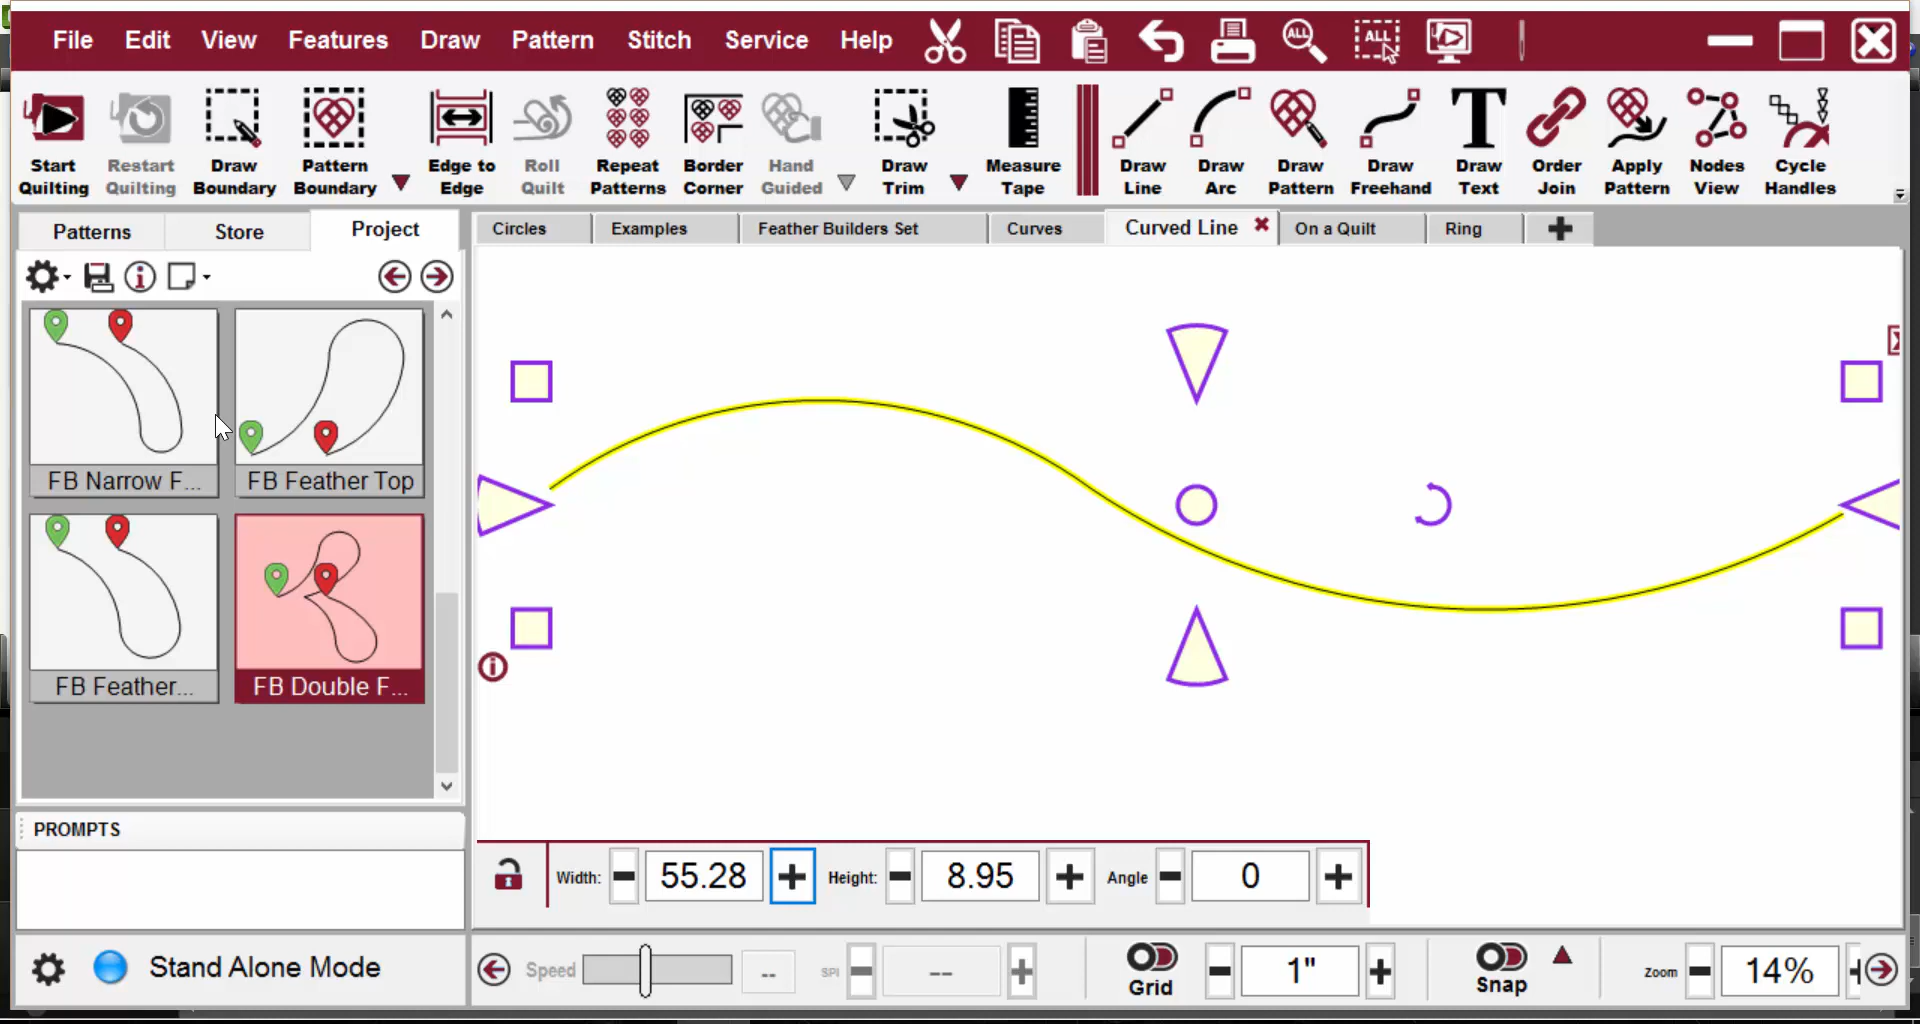 File Edit View Features Draw Pattern Stitch Service Help ALL ALL
Start Quilting
Restart Quilting
Draw Boundary
Pattern Boundary
Edge to Edge
Roll Quilt
Repeat Patterns
Border Corner
Hand Guided
Draw Trim
Measure Tape
Draw Line
Draw Arc
Draw Pattern
Draw Freehand
T
Draw Text
Order Join
Apply Pattern
Nodes View
Cycle Handles
Patterns Store Project
Circles Examples Feather Builders Set Curves Curved Line On a Quilt Ring
FB Narrow F... FB Feather Top
FB Feather... FB Double F...
PROMPTS
Width: 55.28 Height: 8.95 Angle 0
Stand Alone Mode
Speed -- SPI -- Grid 1" Snap Zoom 14%